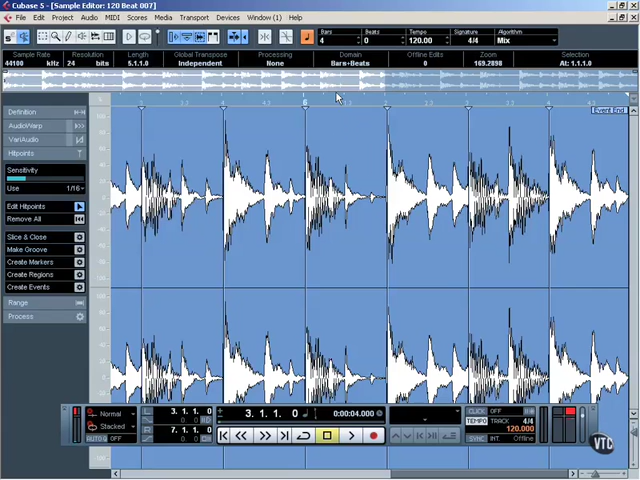 Cubase 5 - [Sample Editor: 120 Beat 007]
File Project Audio MIDI Scores Media Transport Devices Window (1) Help
Bars Beats Tempo Signature Algorithm
4 0 120.00 4/4 Mix
Sample Rate Resolution Length Global Transpose Processing Domain Offline Edits Zoom Selection
44100 kHz 24 bits 5.1.1.0 Independent None Bars+Beats 0 169.2898 At: 1.1.1.0
Event End
Definition
AudioWarp
VariAudio
Hitpoints
Sensitivity
Use 1/16
Edit Hitpoints
Remove All
Slice & Close
Make Groove
Create Markers
Create Regions
Create Events
Range
Process
Normal L 3. 1. 1. 0 3. 1. 1. 0 0:00:04.000 CLICK OFF
Stacked TEMPO TRACK 4/4
120.000
AUTO Q OFF R 7. 1. 1. 0 SYNC INT. Offline
VTC